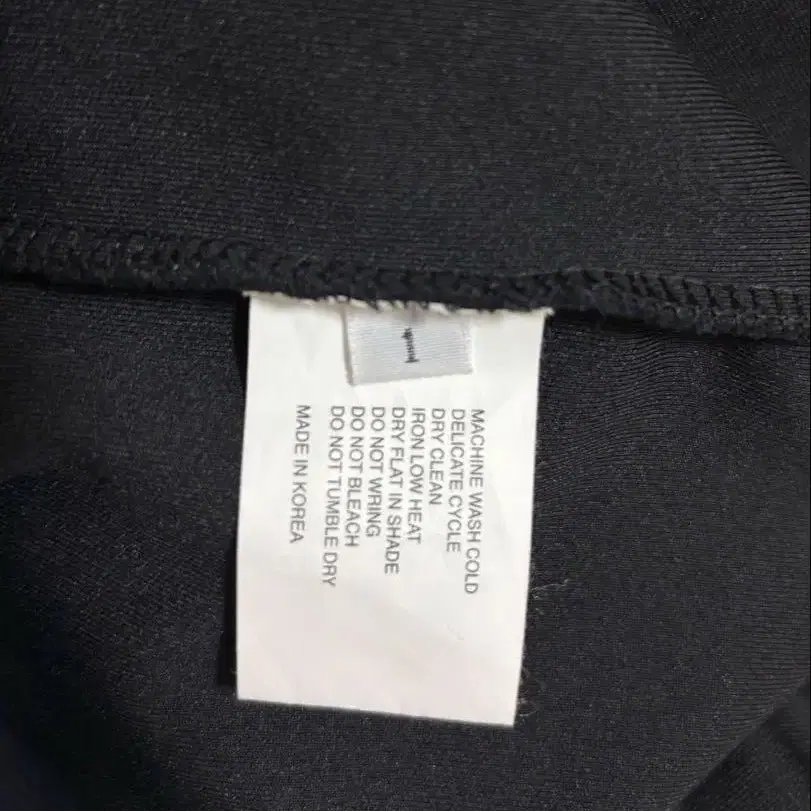 1
MACHINE WASH COLD
DELICATE CYCLE
DRY CLEAN
IRON LOW HEAT
DRY FLAT IN SHADE
DO NOT WRING
DO NOT BLEACH
DO NOT TUMBLE DRY
MADE IN KOREA